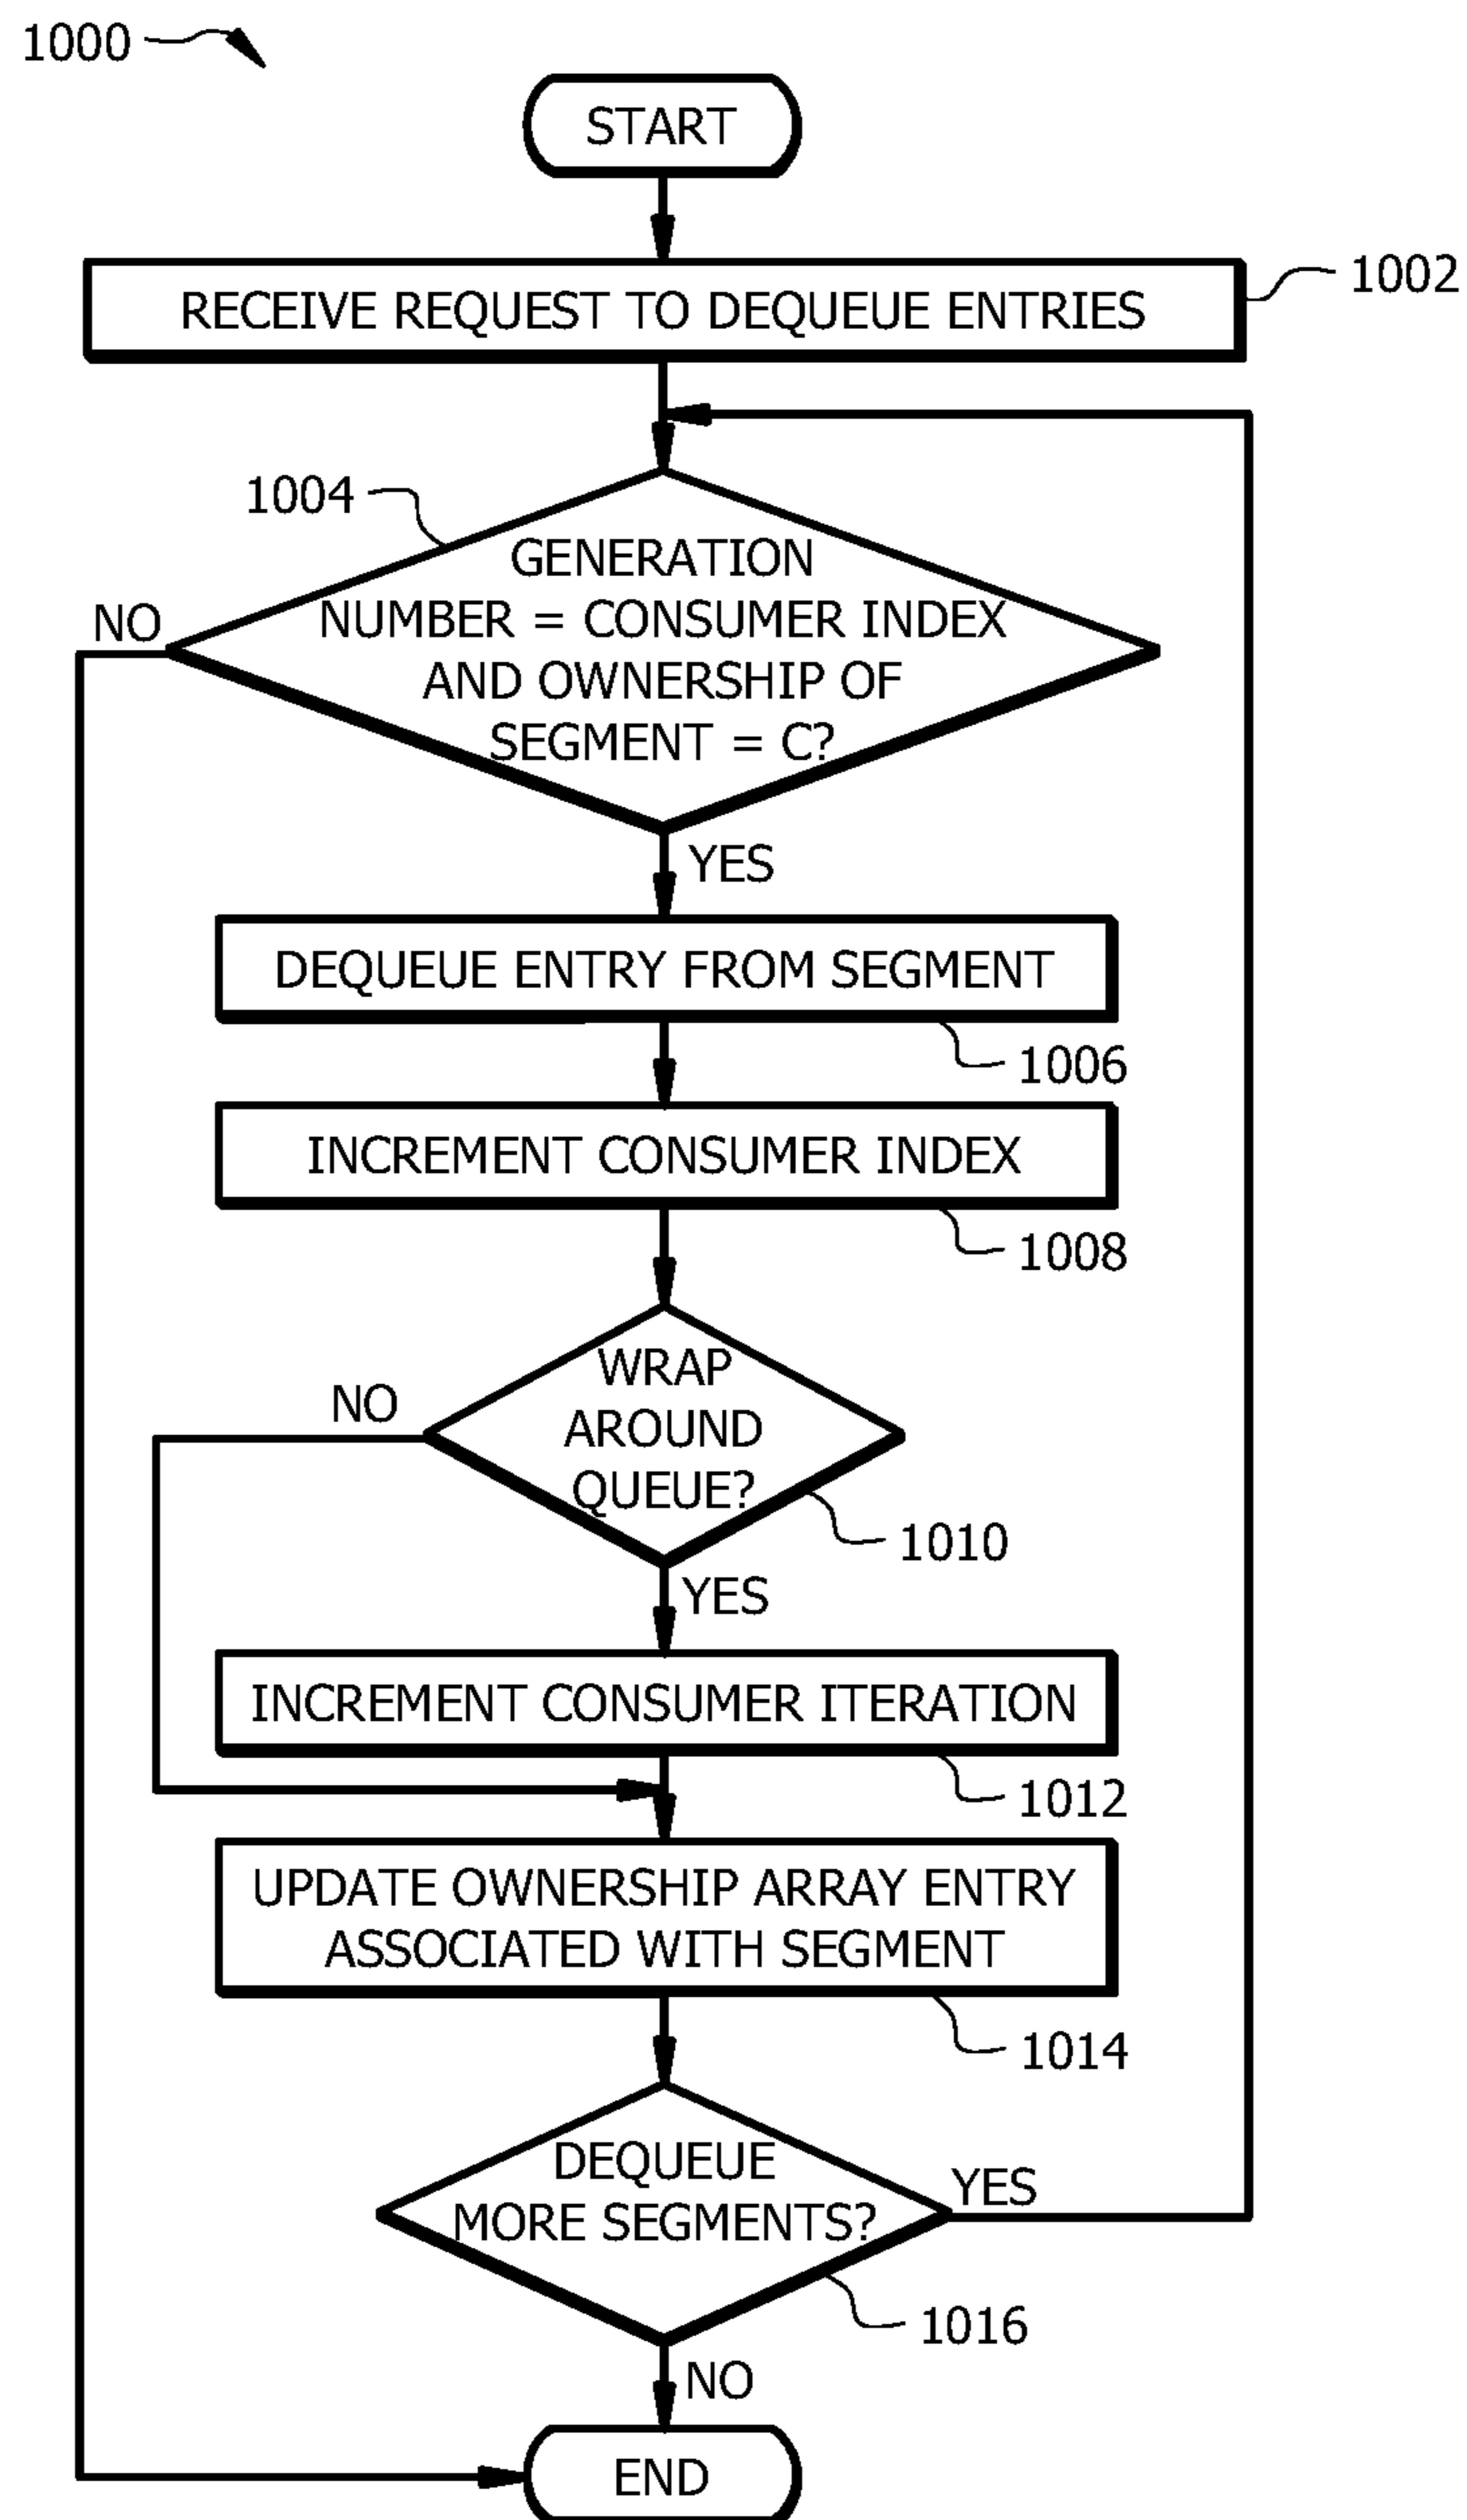 1000
START
RECEIVE REQUEST TO DEQUEUE ENTRIES
1002
1004
GENERATION
NUMBER = CONSUMER INDEX
AND OWNERSHIP OF
SEGMENT = C?
NO
YES
DEQUEUE ENTRY FROM SEGMENT
1006
INCREMENT CONSUMER INDEX
1008
WRAP
AROUND
QUEUE?
NO
1010
YES
INCREMENT CONSUMER ITERATION
1012
UPDATE OWNERSHIP ARRAY ENTRY
ASSOCIATED WITH SEGMENT
1014
DEQUEUE
MORE SEGMENTS?
YES
1016
NO
END